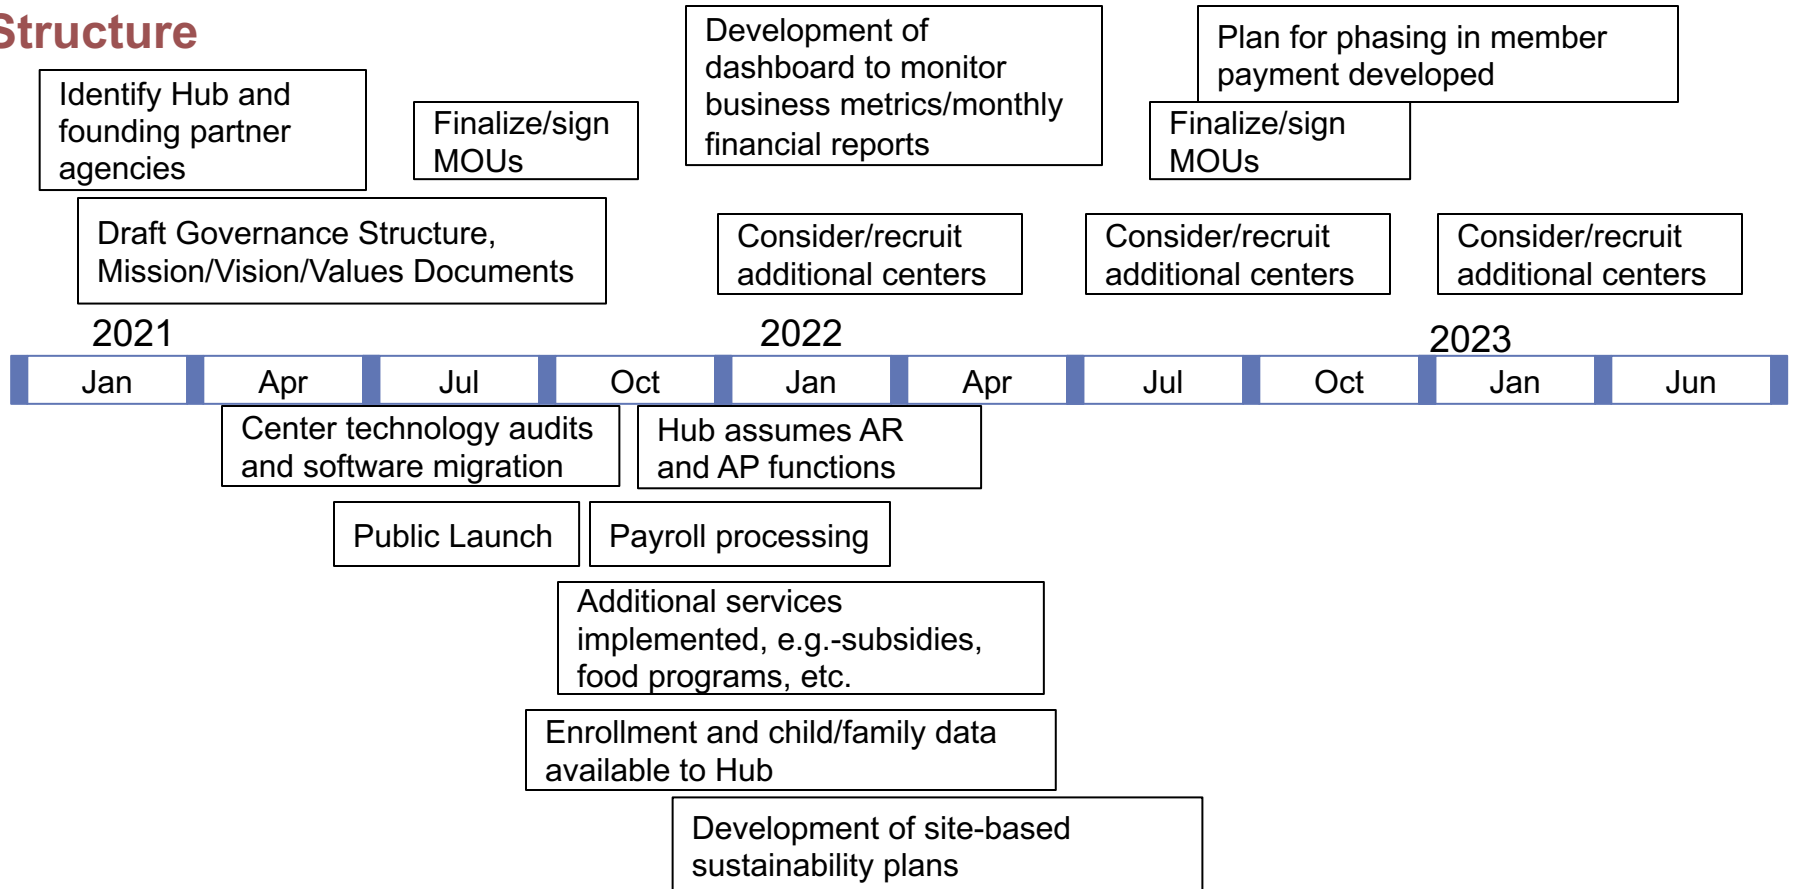 Structure
Identify Hub and
founding partner
agencies
Finalize/sign
MOUs
Development of
dashboard to monitor
business metrics/monthly
financial reports
Plan for phasing in member
payment developed
Finalize/sign
MOUs
Draft Governance Structure,
Mission/Vision/Values Documents
Consider/recruit
additional centers
Consider/recruit
additional centers
Consider/recruit
additional centers
2021
2022
2023
Jan
Apr
Jul
Oct
Jan
Apr
Jul
Oct
Jan
Jun
Center technology audits
and software migration
Hub assumes AR
and AP functions
Public Launch
Payroll processing
Additional services
implemented, e.g.-subsidies,
food programs, etc.
Enrollment and child/family data
available to Hub
Development of site-based
sustainability plans